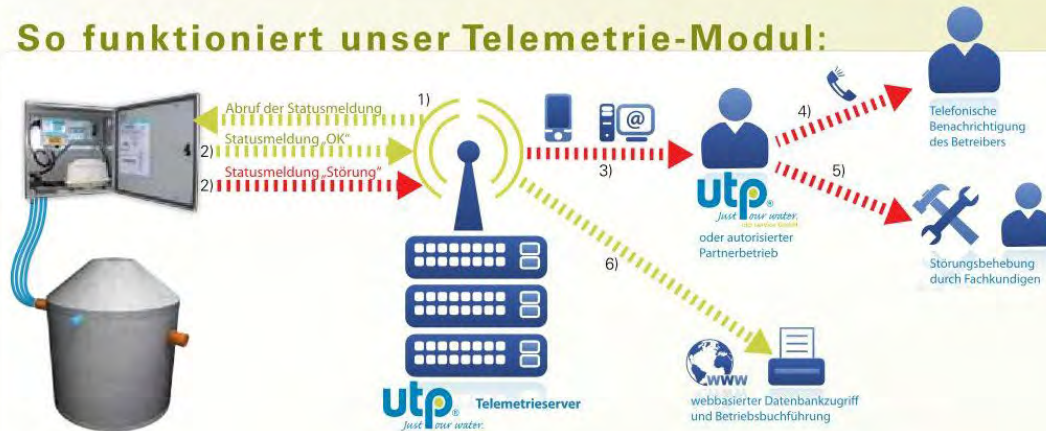 So funktioniert unser Telemetrie-Modul:
Abruf der Statusmeldung
1)
2)
Statusmeldung „OK“
2)
Statusmeldung „Störung“
@
3)
4)
5)
6)
Telefonische
Benachrichtigung
des Betreibers
utp®
Just our water.
oder autorisierter
Partnerbetrieb
Störungsbehebung
durch Fachkundigen
www
webbasierter Datenbankzugriff
und Betriebsbuchführung
utp® Telemetrieserver
Just our water.